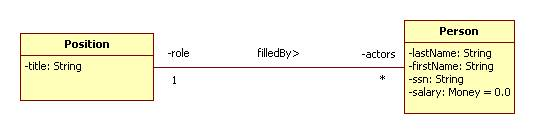 Position
-title: String
-role
filledBy>
-actors
1
*
Person
-lastName: String
-firstName: String
-ssn: String
-salary: Money = 0.0